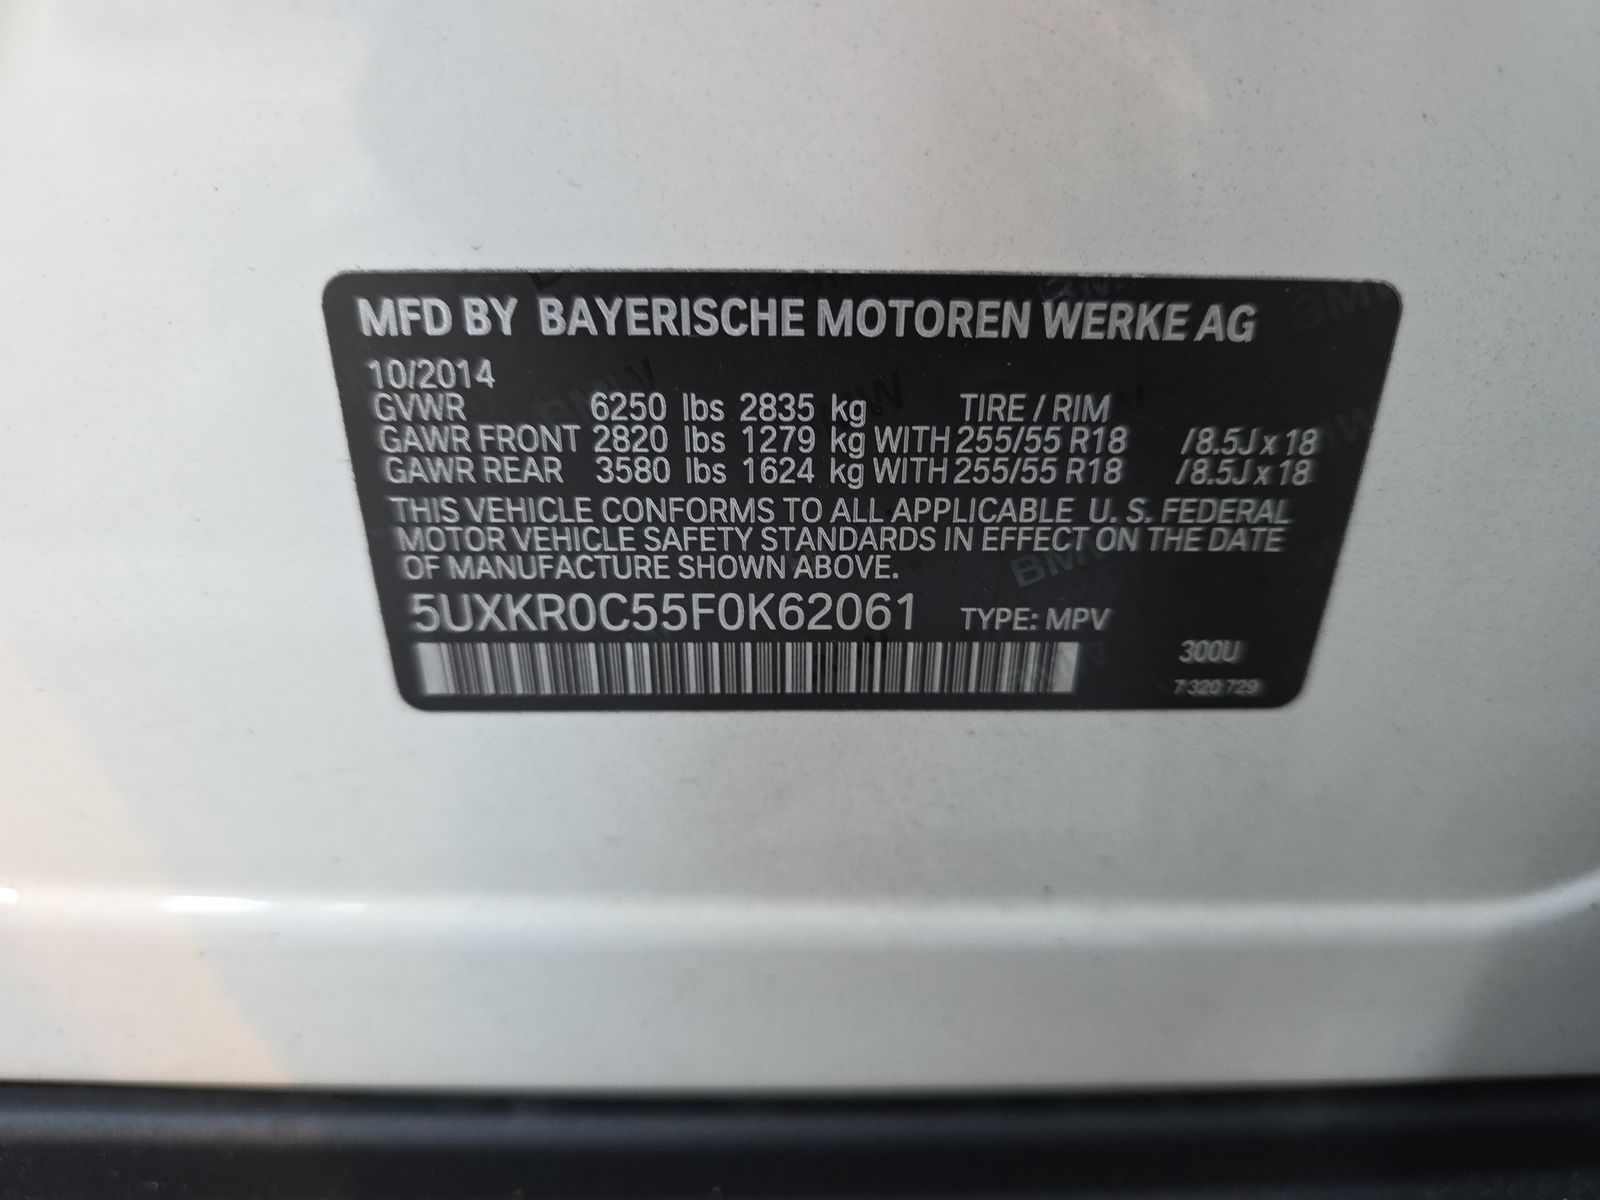 MFD BY BAYERISCHE MOTOREN WERKE AG
10/2014
GVWR 6250 lbs 2835 kg TIRE / RIM
GAWR FRONT 2820 lbs 1279 kg WITH 255/55 R18 /8.5J x 18
GAWR REAR 3580 lbs 1624 kg WITH 255/55 R18 /8.5J x 18
THIS VEHICLE CONFORMS TO ALL APPLICABLE U. S. FEDERAL
MOTOR VEHICLE SAFETY STANDARDS IN EFFECT ON THE DATE
OF MANUFACTURE SHOWN ABOVE.
5UXKR0C55F0K62061 TYPE: MPV
300U
7 320 729